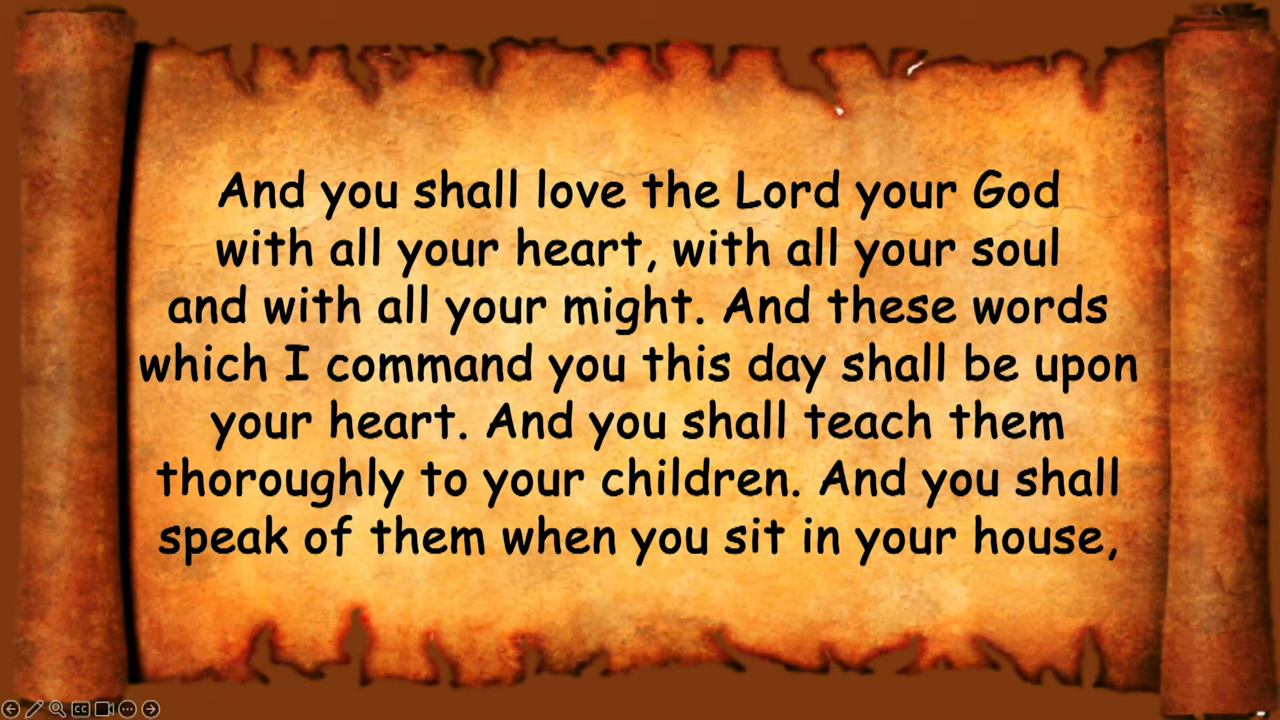 And you shall love the Lord your God
with all your heart, with all your soul
and with all your might. And these words
which I command you this day shall be upon
your heart. And you shall teach them
thoroughly to your children. And you shall
speak of them when you sit in your house,
CC